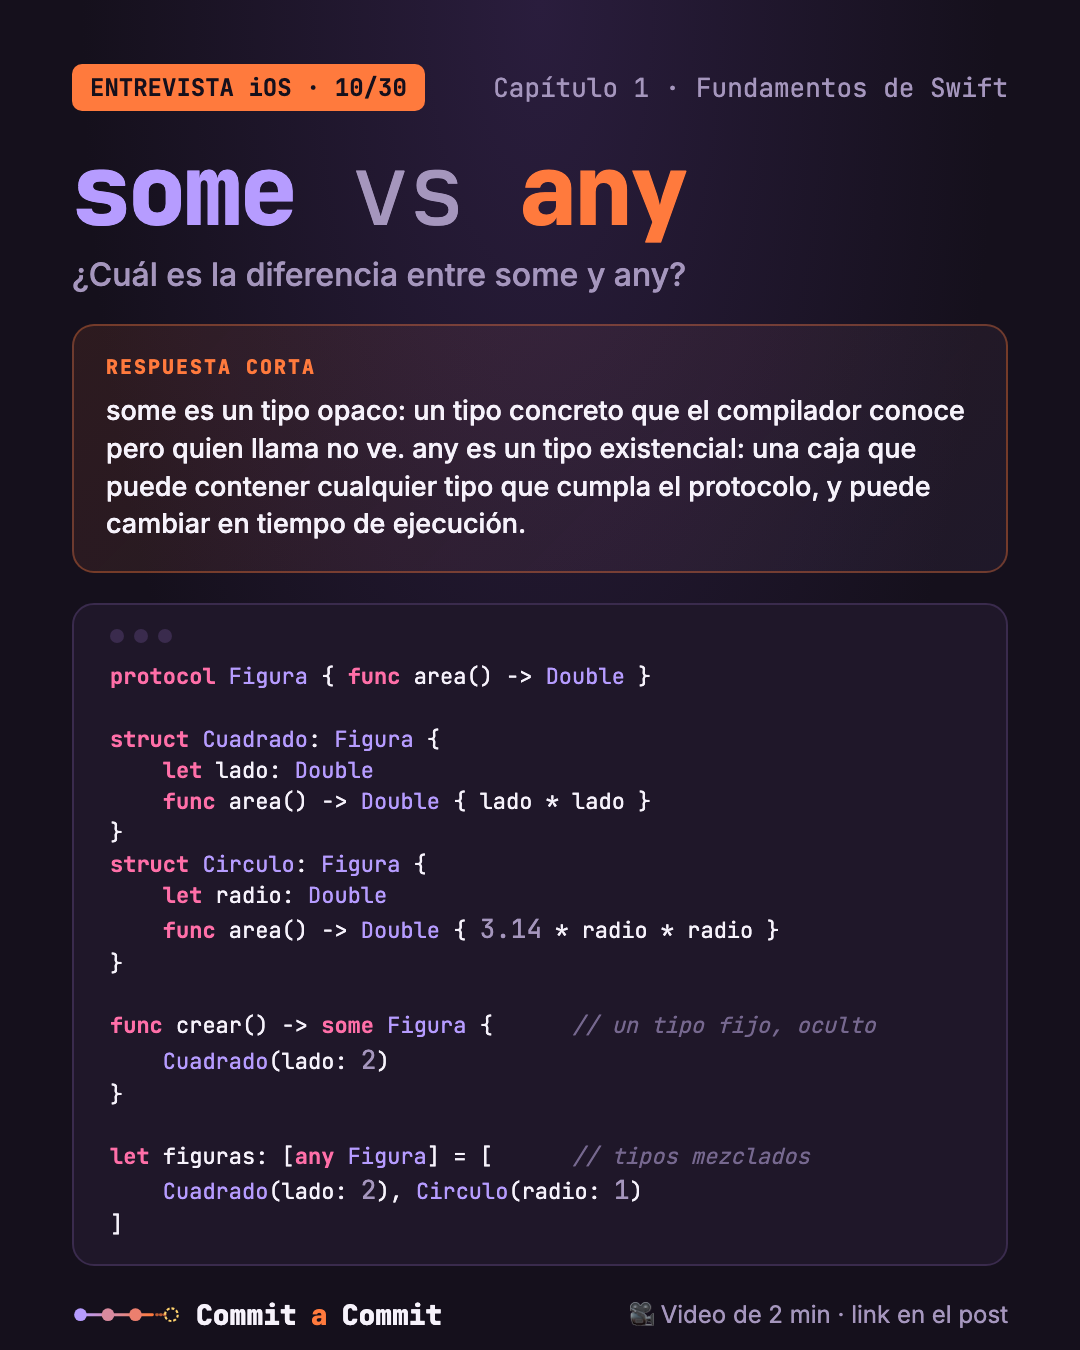 ENTREVISTA iOS · 10/30
Capítulo 1 · Fundamentos de Swift
some vs any
¿Cuál es la diferencia entre some y any?
RESPUESTA CORTA
some es un tipo opaco: un tipo concreto que el compilador conoce
pero quien llama no ve. any es un tipo existencial: una caja que
puede contener cualquier tipo que cumpla el protocolo, y puede
cambiar en tiempo de ejecución.
protocol Figura { func area() -> Double }
struct Cuadrado: Figura {
    let lado: Double
    func area() -> Double { lado * lado }
}
struct Circulo: Figura {
    let radio: Double
    func area() -> Double { 3.14 * radio * radio }
}
func crear() -> some Figura {      // un tipo fijo, oculto
    Cuadrado(lado: 2)
}
let figuras: [any Figura] = [      // tipos mezclados
    Cuadrado(lado: 2), Circulo(radio: 1)
]
Commit a Commit
🎥 Video de 2 min · link en el post